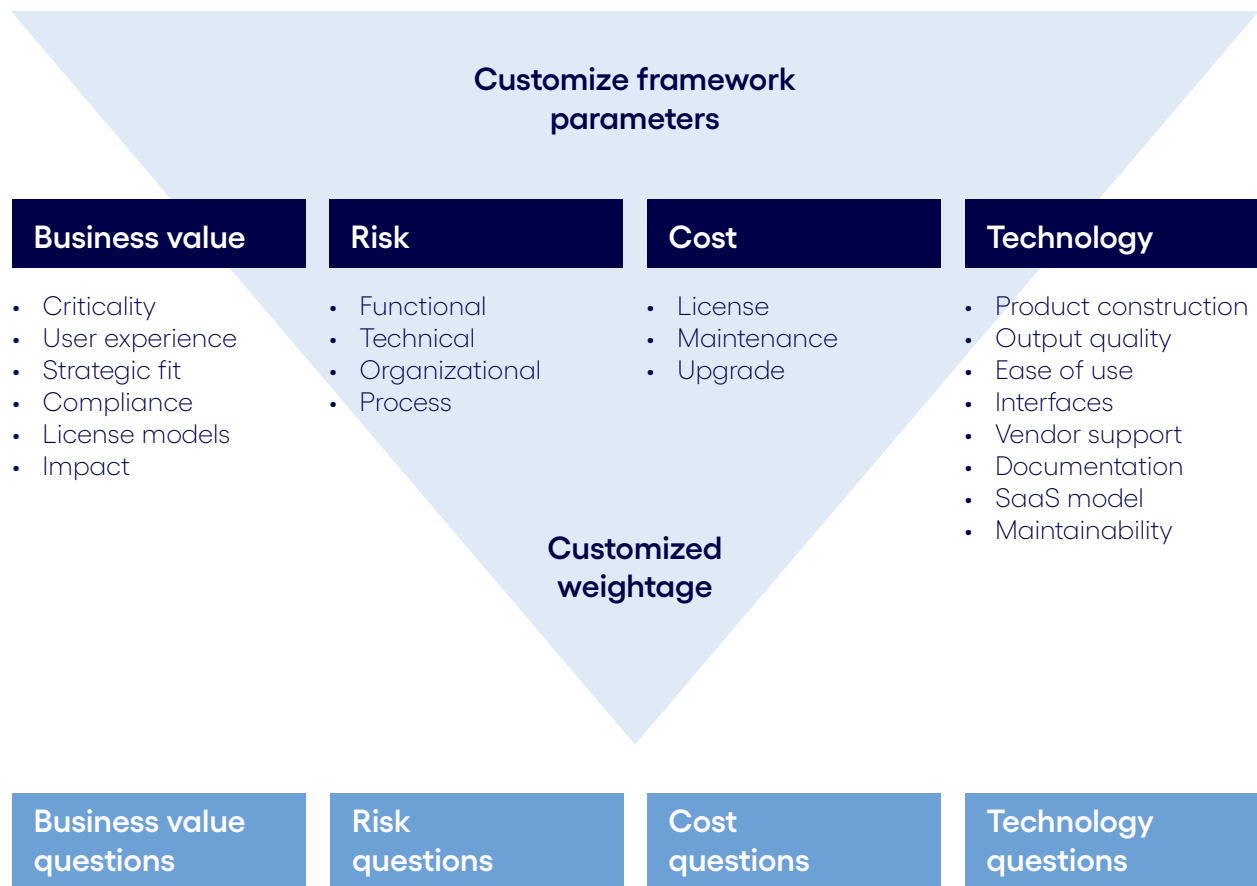 Customize framework
parameters
Business value
• Criticality
• User experience
• Strategic fit
• Compliance
• License models
• Impact
Risk
• Functional
• Technical
• Organizational
• Process
Cost
• License
• Maintenance
• Upgrade
Technology
• Product construction
• Output quality
• Ease of use
• Interfaces
• Vendor support
• Documentation
• SaaS model
• Maintainability
Customized
weightage
Business value
questions
Risk
questions
Cost
questions
Technology
questions